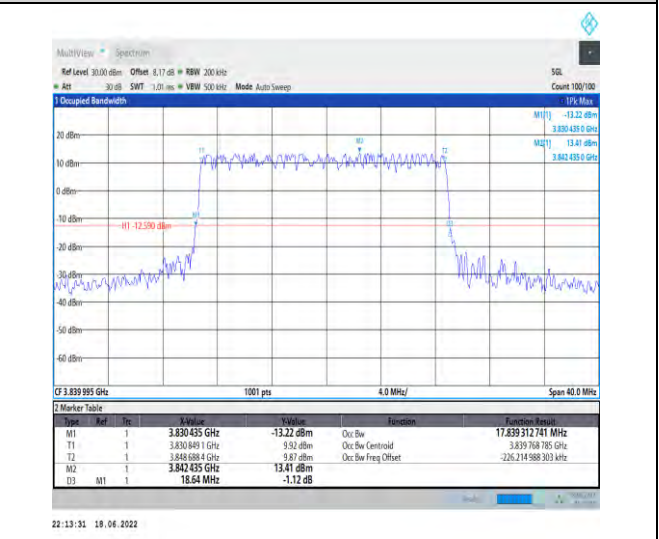 MultiView Spectrum
Ref Level 30.00 dBm Offset 8.17 dB RBW 200 kHz SGL
Att 30 dB SWT 1.01 ms VBW 500 kHz Mode Auto Sweep Count 100/100
1 Occupied Bandwidth 1Pk Max
M1[1] -13.22 dBm
3.830 435 0 GHz
20 dBm M2[1] 13.41 dBm
3.842 435 0 GHz
T1 M2 T2
10 dBm
0 dBm
-10 dBm M1
H1 -12.590 dBm D3
-20 dBm
-30 dBm
-40 dBm
-50 dBm
-60 dBm
CF 3.839 995 GHz 1001 pts 4.0 MHz/ Span 40.0 MHz
2 Marker Table
Type Ref Trc X-Value Y-Value Function Function Result
M1 1 3.830 435 GHz -13.22 dBm Occ Bw 17.839 312 741 MHz
T1 1 3.830 849 1 GHz 9.92 dBm Occ Bw Centroid 3.839 768 785 GHz
T2 1 3.848 688 4 GHz 9.87 dBm Occ Bw Freq Offset -226.214 988 303 kHz
M2 1 3.842 435 GHz 13.41 dBm
D3 M1 1 18.64 MHz -1.12 dB
22:13:31 18.06.2022